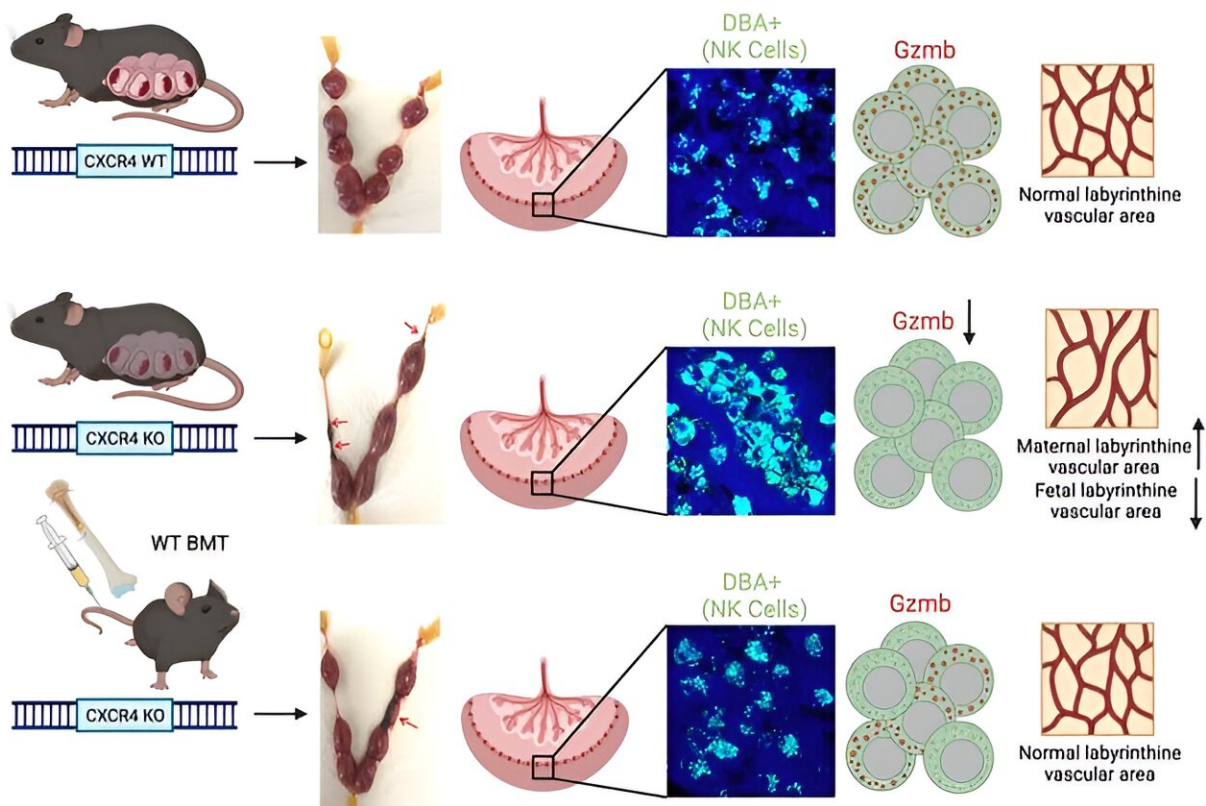 DBA+
(NK Cells)
Gzmb
CXCR4 WT
Normal labyrinthine
vascular area
DBA+
(NK Cells)
Gzmb
CXCR4 KO
Maternal labyrinthine
vascular area
Fetal labyrinthine
vascular area
WT BMT
DBA+
(NK Cells)
Gzmb
CXCR4 KO
Normal labyrinthine
vascular area